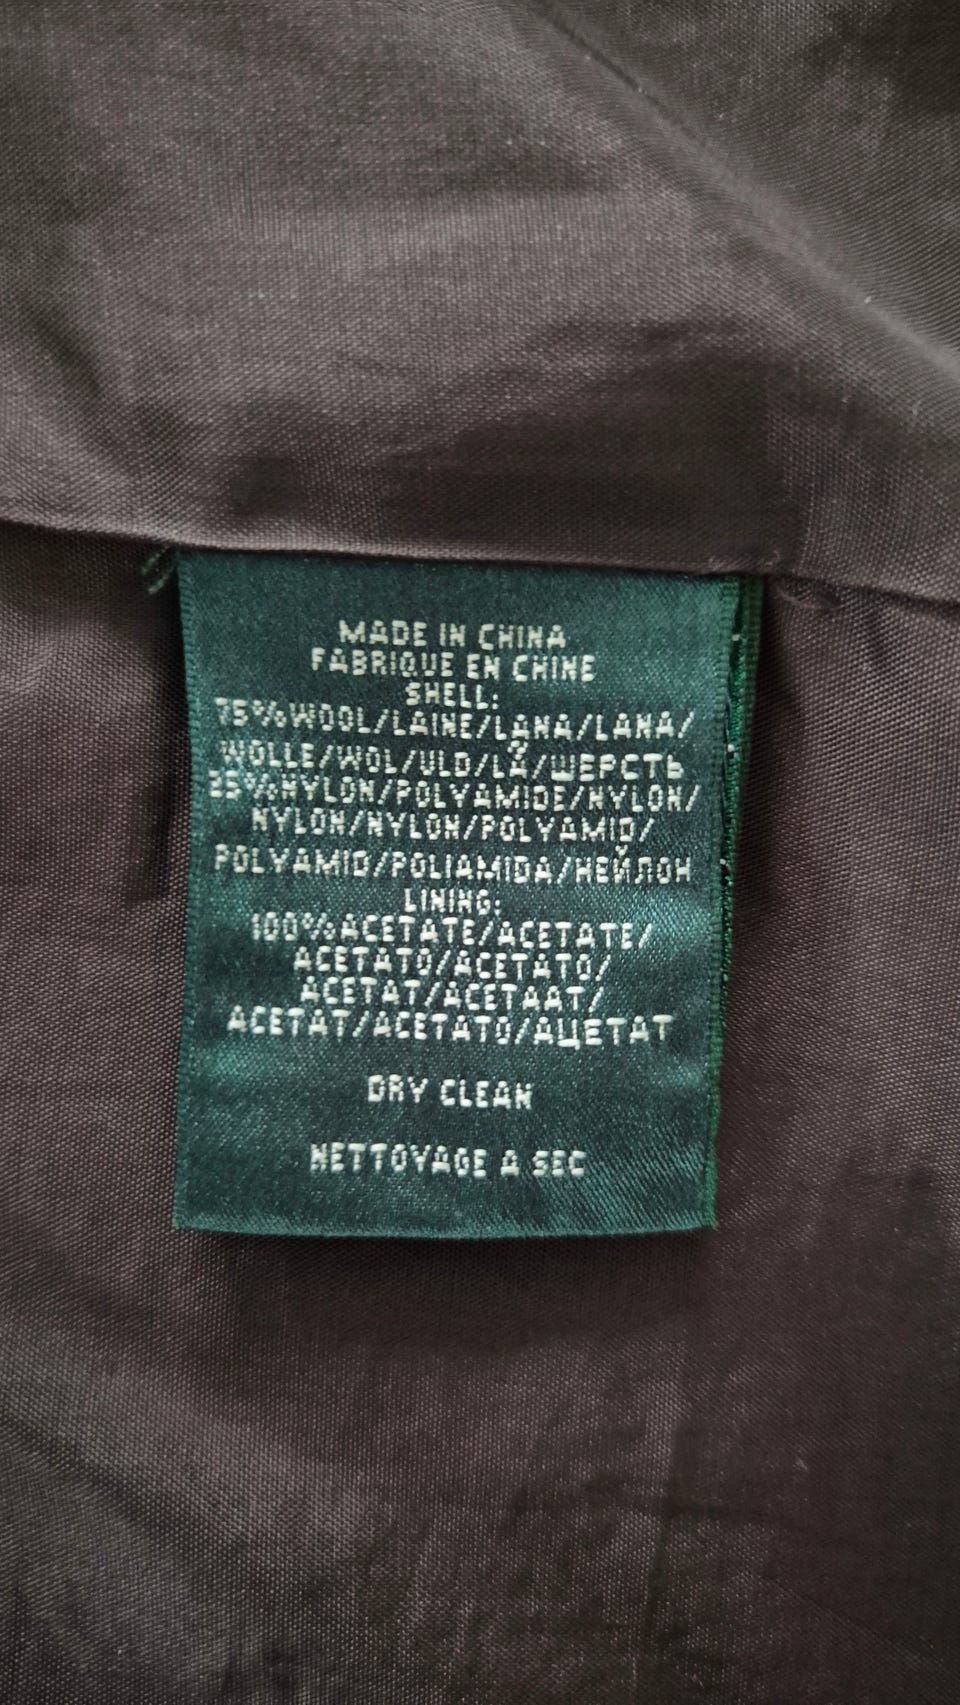 MADE IN CHINA
FABRIQUE EN CHINE
SHELL:
75%WOOL/LAINE/LANA/LANA/
WOLLE/WOL/ULD/LÃ/ШЕРСТЬ
25%NYLON/POLYAMIDE/NYLON/
NYLON/NYLON/POLYAMID/
POLYAMID/POLIAMIDA/НЕЙЛОН
LINING:
100%ACETATE/ACETATE/
ACETATO/ACETATO/
ACETAT/ACETAAT/
ACETAT/ACETATO/АЦЕТАТ
DRY CLEAN
NETTOYAGE A SEC